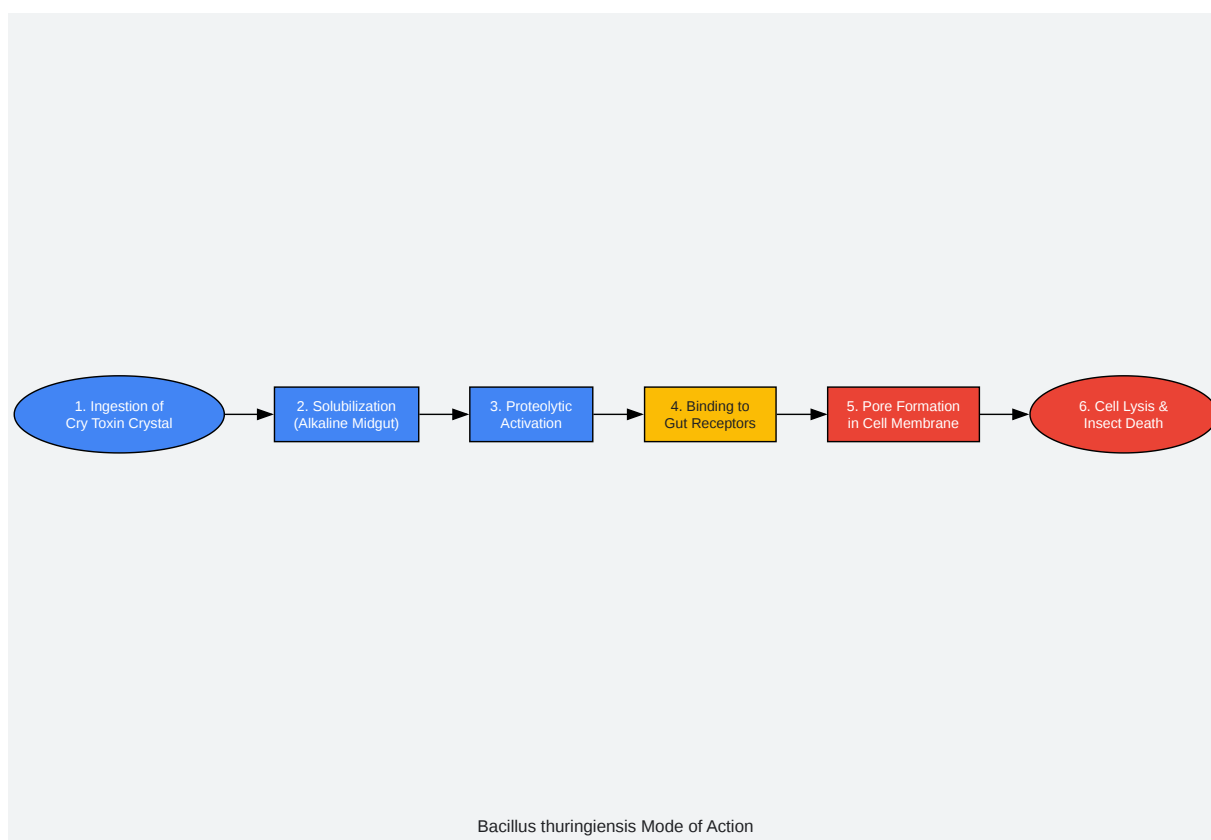 1. Ingestion of
Cry Toxin Crystal
2. Solubilization
(Alkaline Midgut)
3. Proteolytic
Activation
4. Binding to
Gut Receptors
5. Pore Formation
in Cell Membrane
6. Cell Lysis &
Insect Death
Bacillus thuringiensis Mode of Action